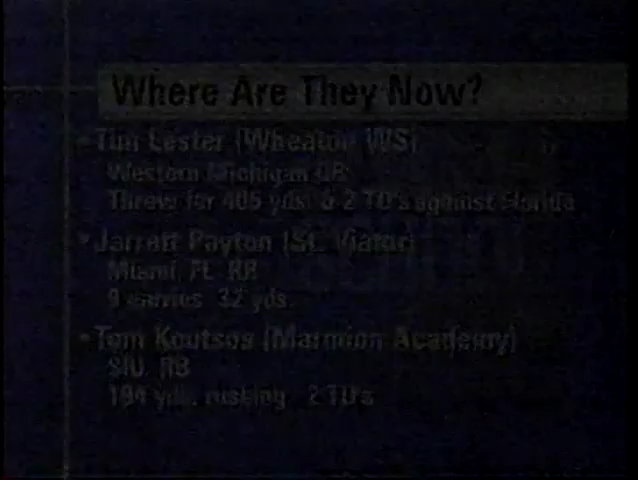 Where Are They Now?
•Tim Lester (Wheaton WS)
Western Michigan QB
Threw for 405 yds. & 2 TD's against Florida
•Jarrett Payton (St. Viator)
Miami, FL RB
9 carries 32 yds.
•Tom Koutsos (Marmion Academy)
SIU RB
194 yds. rushing 2 TD's